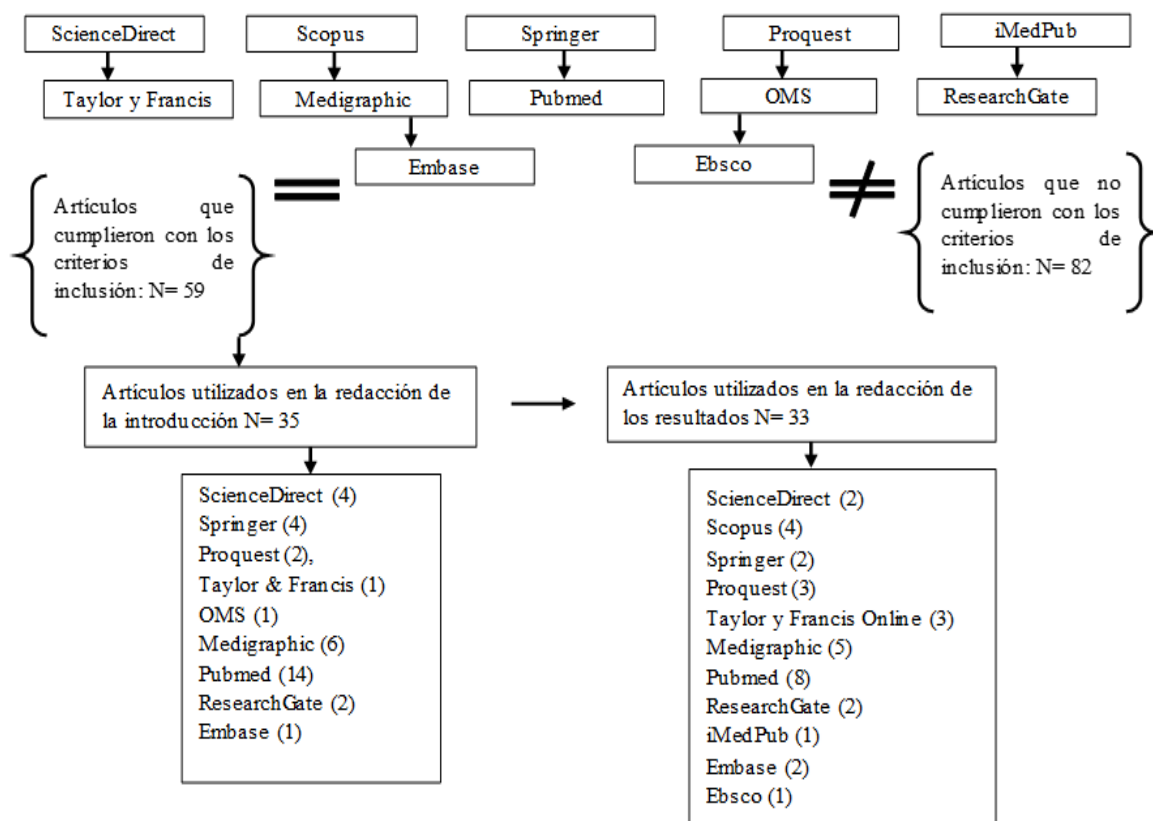 ScienceDirect
Scopus
Springer
Proquest
iMedPub
Taylor y Francis
Medigraphic
Pubmed
OMS
ResearchGate
Embase
Ebsco
Artículos que
cumplieron con los
criterios de
inclusión: N= 59
Artículos que no
cumplieron con los
criterios de
inclusión: N= 82
Artículos utilizados en la redacción de
la introducción N= 35
Artículos utilizados en la redacción de
los resultados N= 33
ScienceDirect (4)
Springer (4)
Proquest (2),
Taylor & Francis (1)
OMS (1)
Medigraphic (6)
Pubmed (14)
ResearchGate (2)
Embase (1)
ScienceDirect (2)
Scopus (4)
Springer (2)
Proquest (3)
Taylor y Francis Online (3)
Medigraphic (5)
Pubmed (8)
ResearchGate (2)
iMedPub (1)
Embase (2)
Ebsco (1)